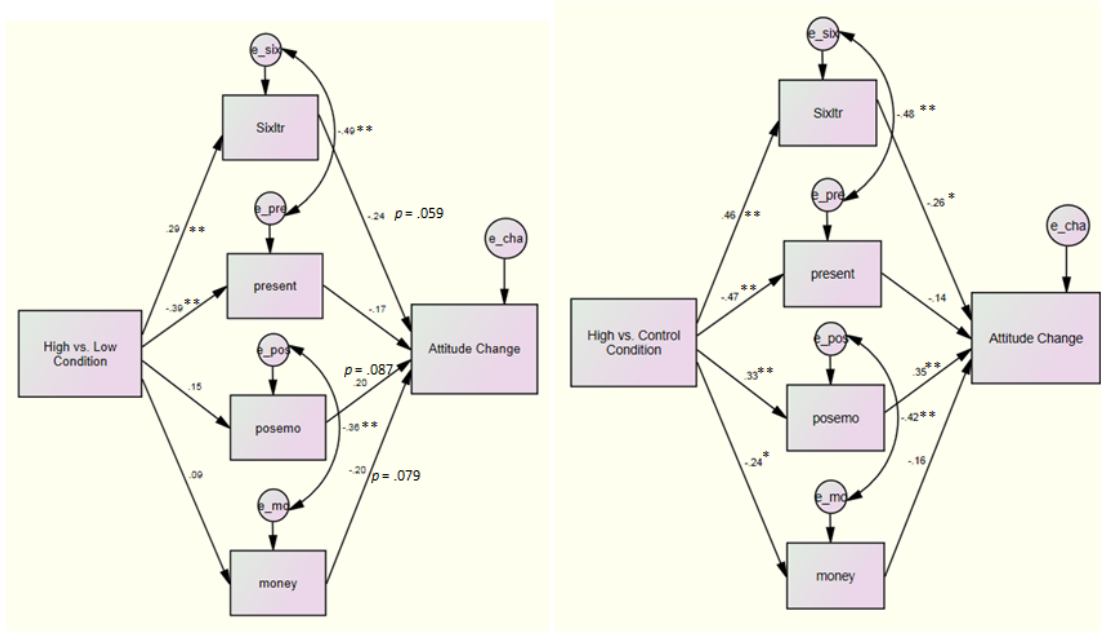 e_six
Sixltr
-.49 **
e_pre
.29 **
-.24 p = .059
e_cha
present
-.39 **
-.17
High vs. Low
Condition
Attitude Change
e_pos
p = .087
.20
.15
posemo
-.36 **
.09
-.20 p = .079
e_mo
money
e_six
Sixltr
-.48 **
e_pre
.46 **
-.26 *
e_cha
present
-.47 **
-.14
High vs. Control
Condition
Attitude Change
e_pos
.33 **
.35 **
posemo
-.42 **
-.24 *
-.16
e_mo
money